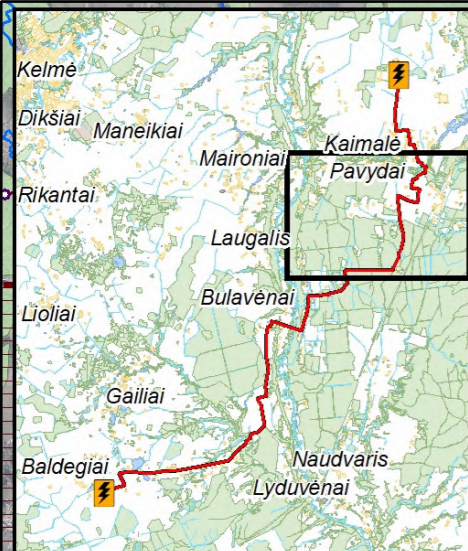 Kelmė
Dikšiai
Maneikiai
Kaimalė
Maironiai
Pavydai
Rikantai
Laugalis
Bulavėnai
Lioliai
Gailiai
Baldegiai
Naudvaris
Lyduvėnai